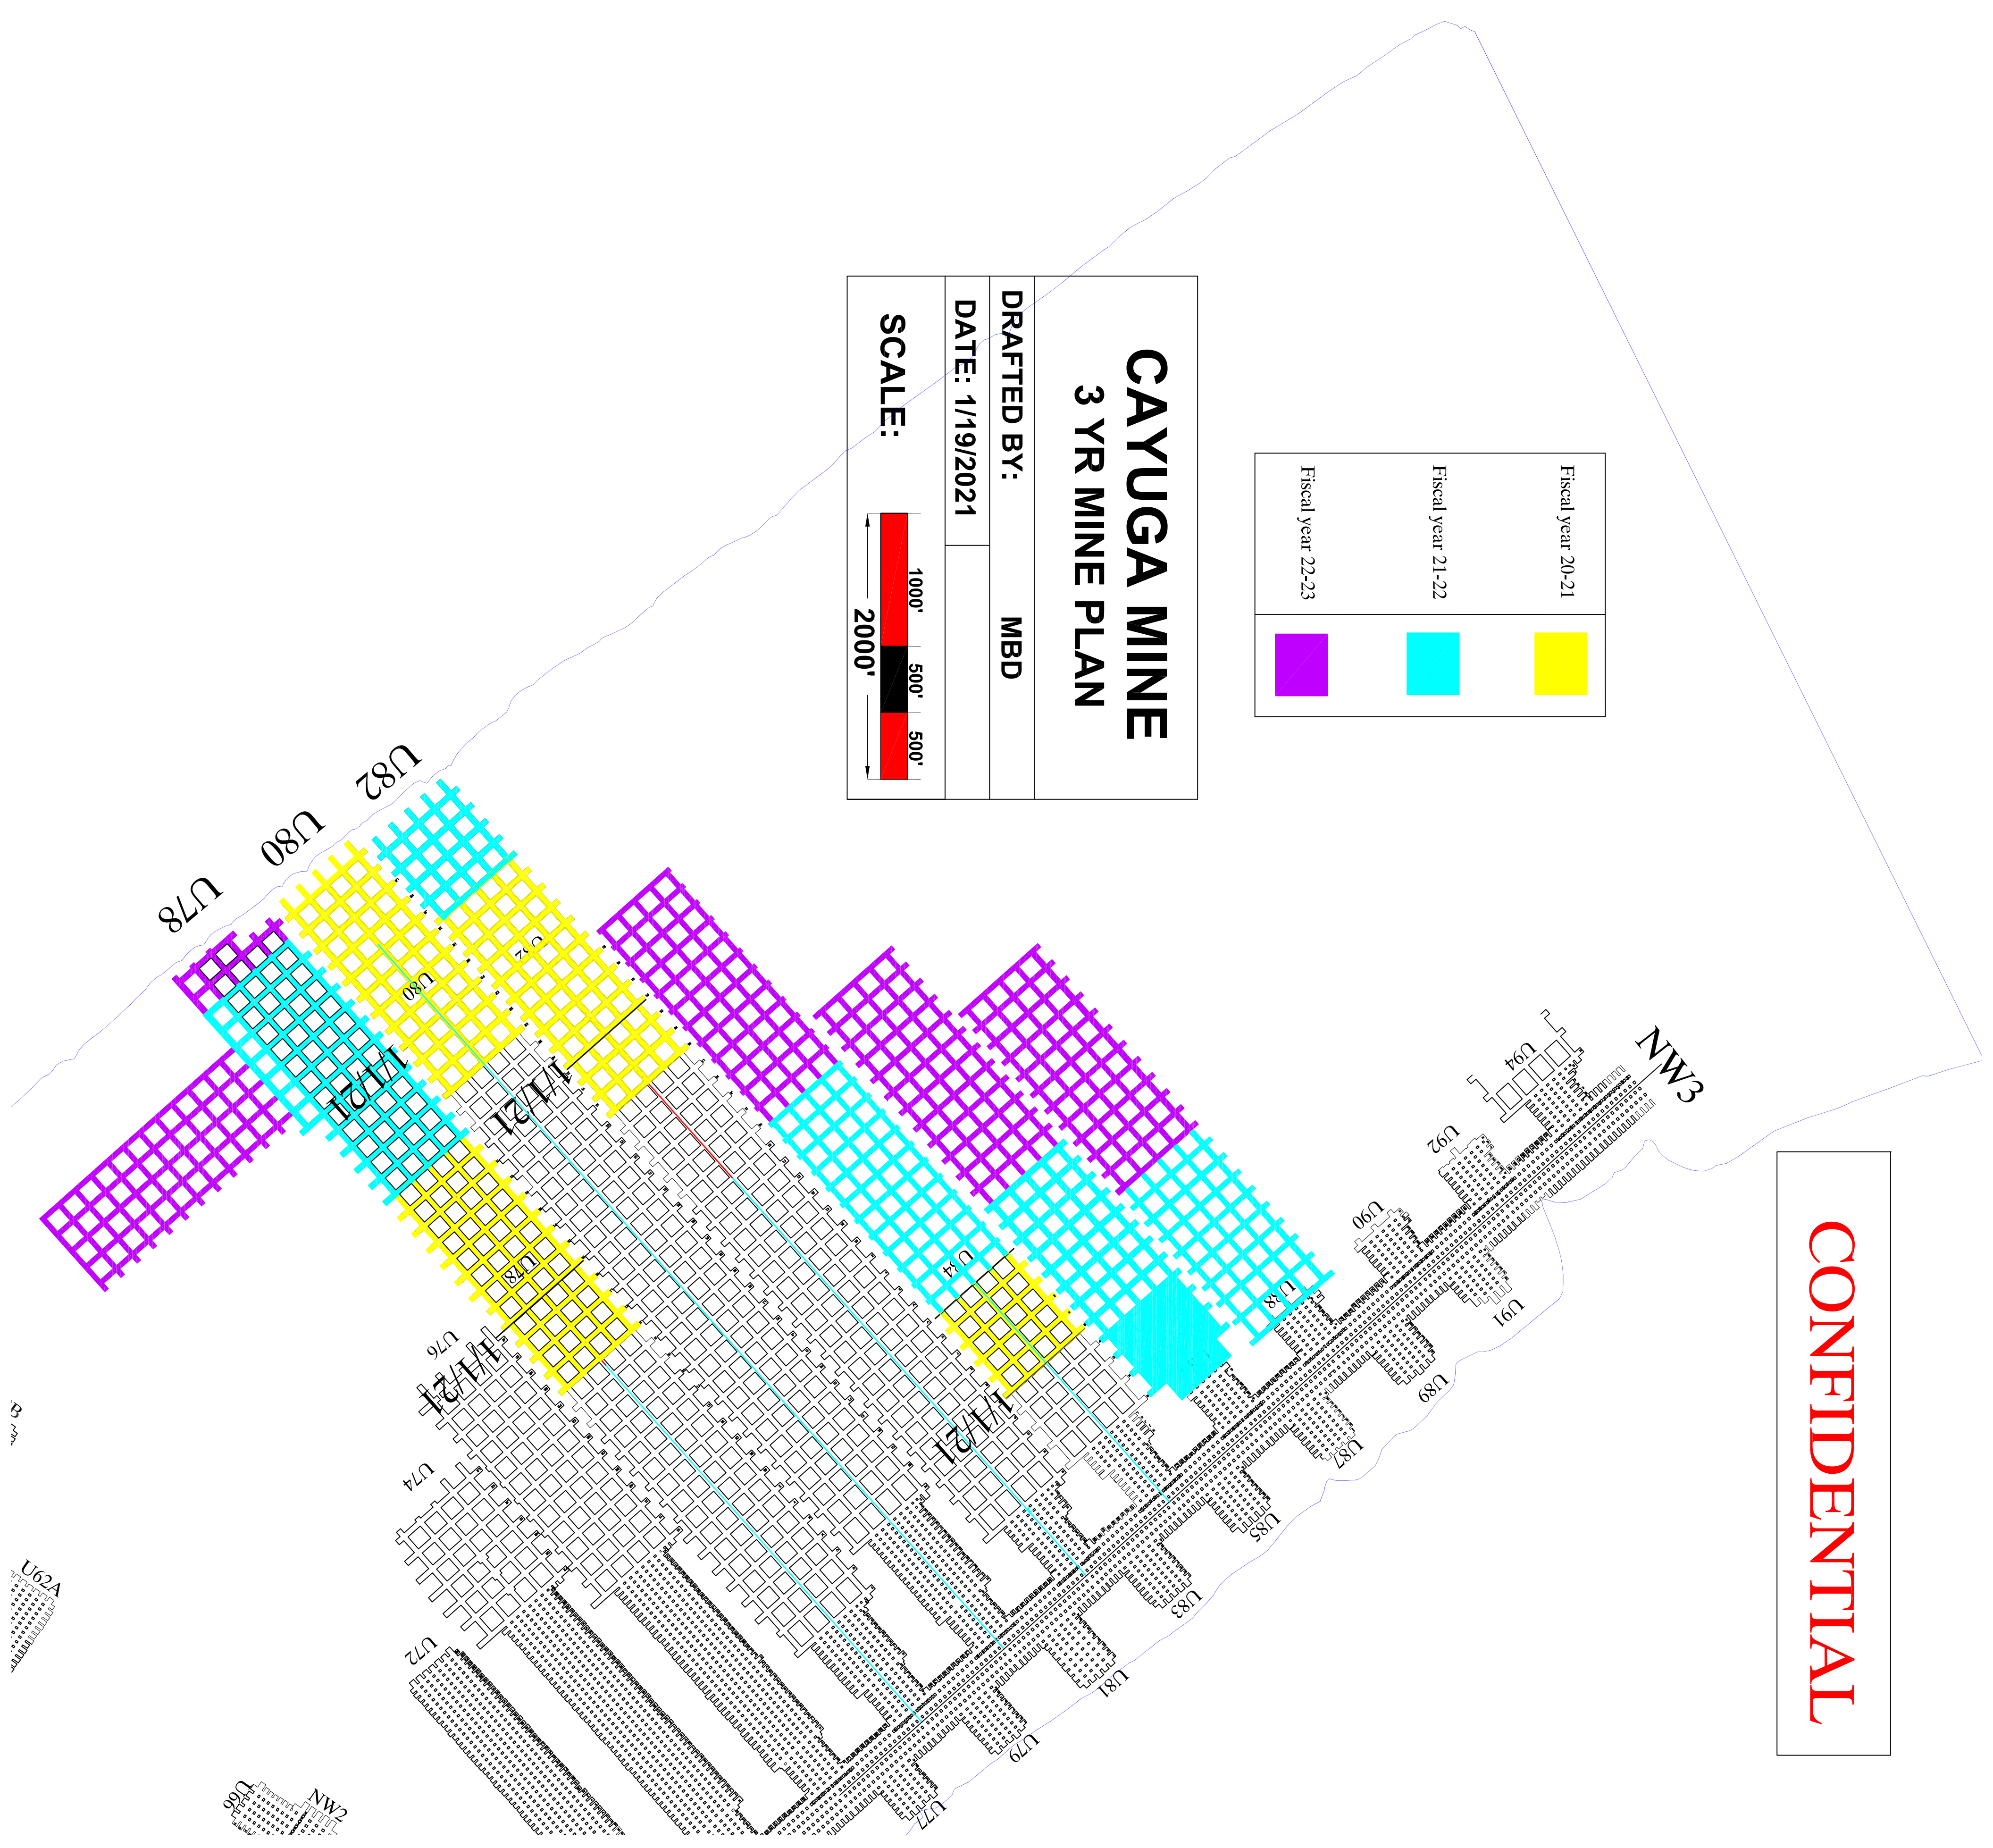 CONFIDENTIAL
Fiscal year 20-21
Fiscal year 21-22
Fiscal year 22-23
CAYUGA MINE
3 YR MINE PLAN
DRAFTED BY: MBD
DATE: 1/19/2021
SCALE:
1000' 500' 500'
2000'
U82
U80
U78
U80
U78
U84
1/1/21
1/1/21
1/1/21
1/1/21
NW3
U94
U92
U90
U91
U89
U87
U85
U83
U81
U79
U77
U76
U74
U72
U62A
U66
NW2